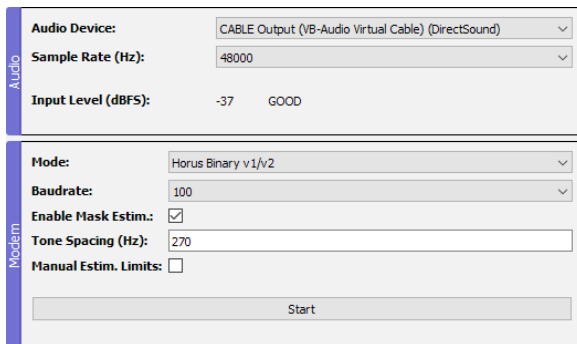 Audio
Audio Device: CABLE Output (VB-Audio Virtual Cable) (DirectSound)
Sample Rate (Hz): 48000
Input Level (dBFS): -37 GOOD
Modem
Mode: Horus Binary v1/v2
Baudrate: 100
Enable Mask Estim.:
Tone Spacing (Hz): 270
Manual Estim. Limits:
Start